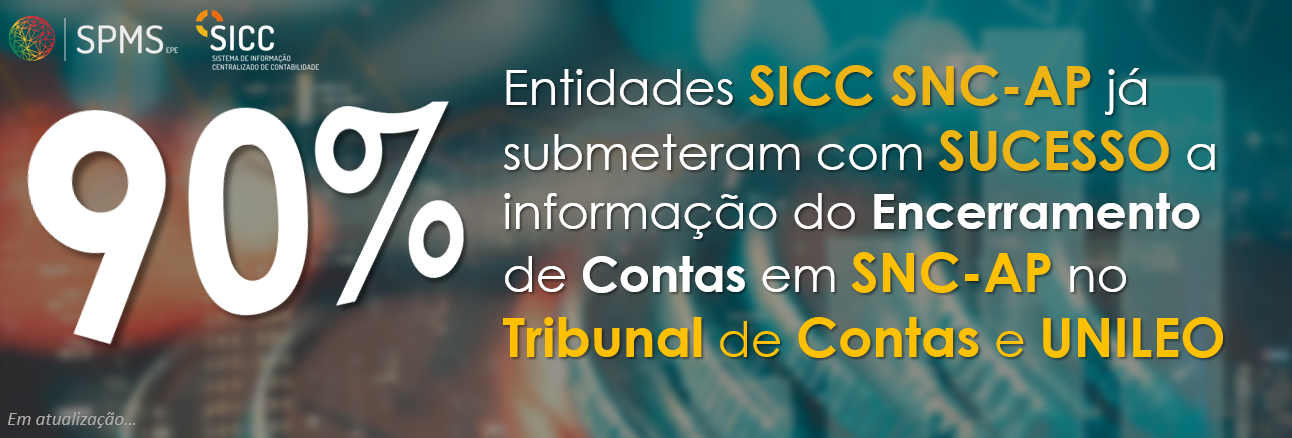 SPMS EPE
SICC
SISTEMA DE INFORMAÇÃO
CENTRALIZADO DE CONTABILIDADE
90%
Entidades SICC SNC-AP já
submeteram com SUCESSO a
informação do Encerramento
de Contas em SNC-AP no
Tribunal de Contas e UNILEO
Em atualização...